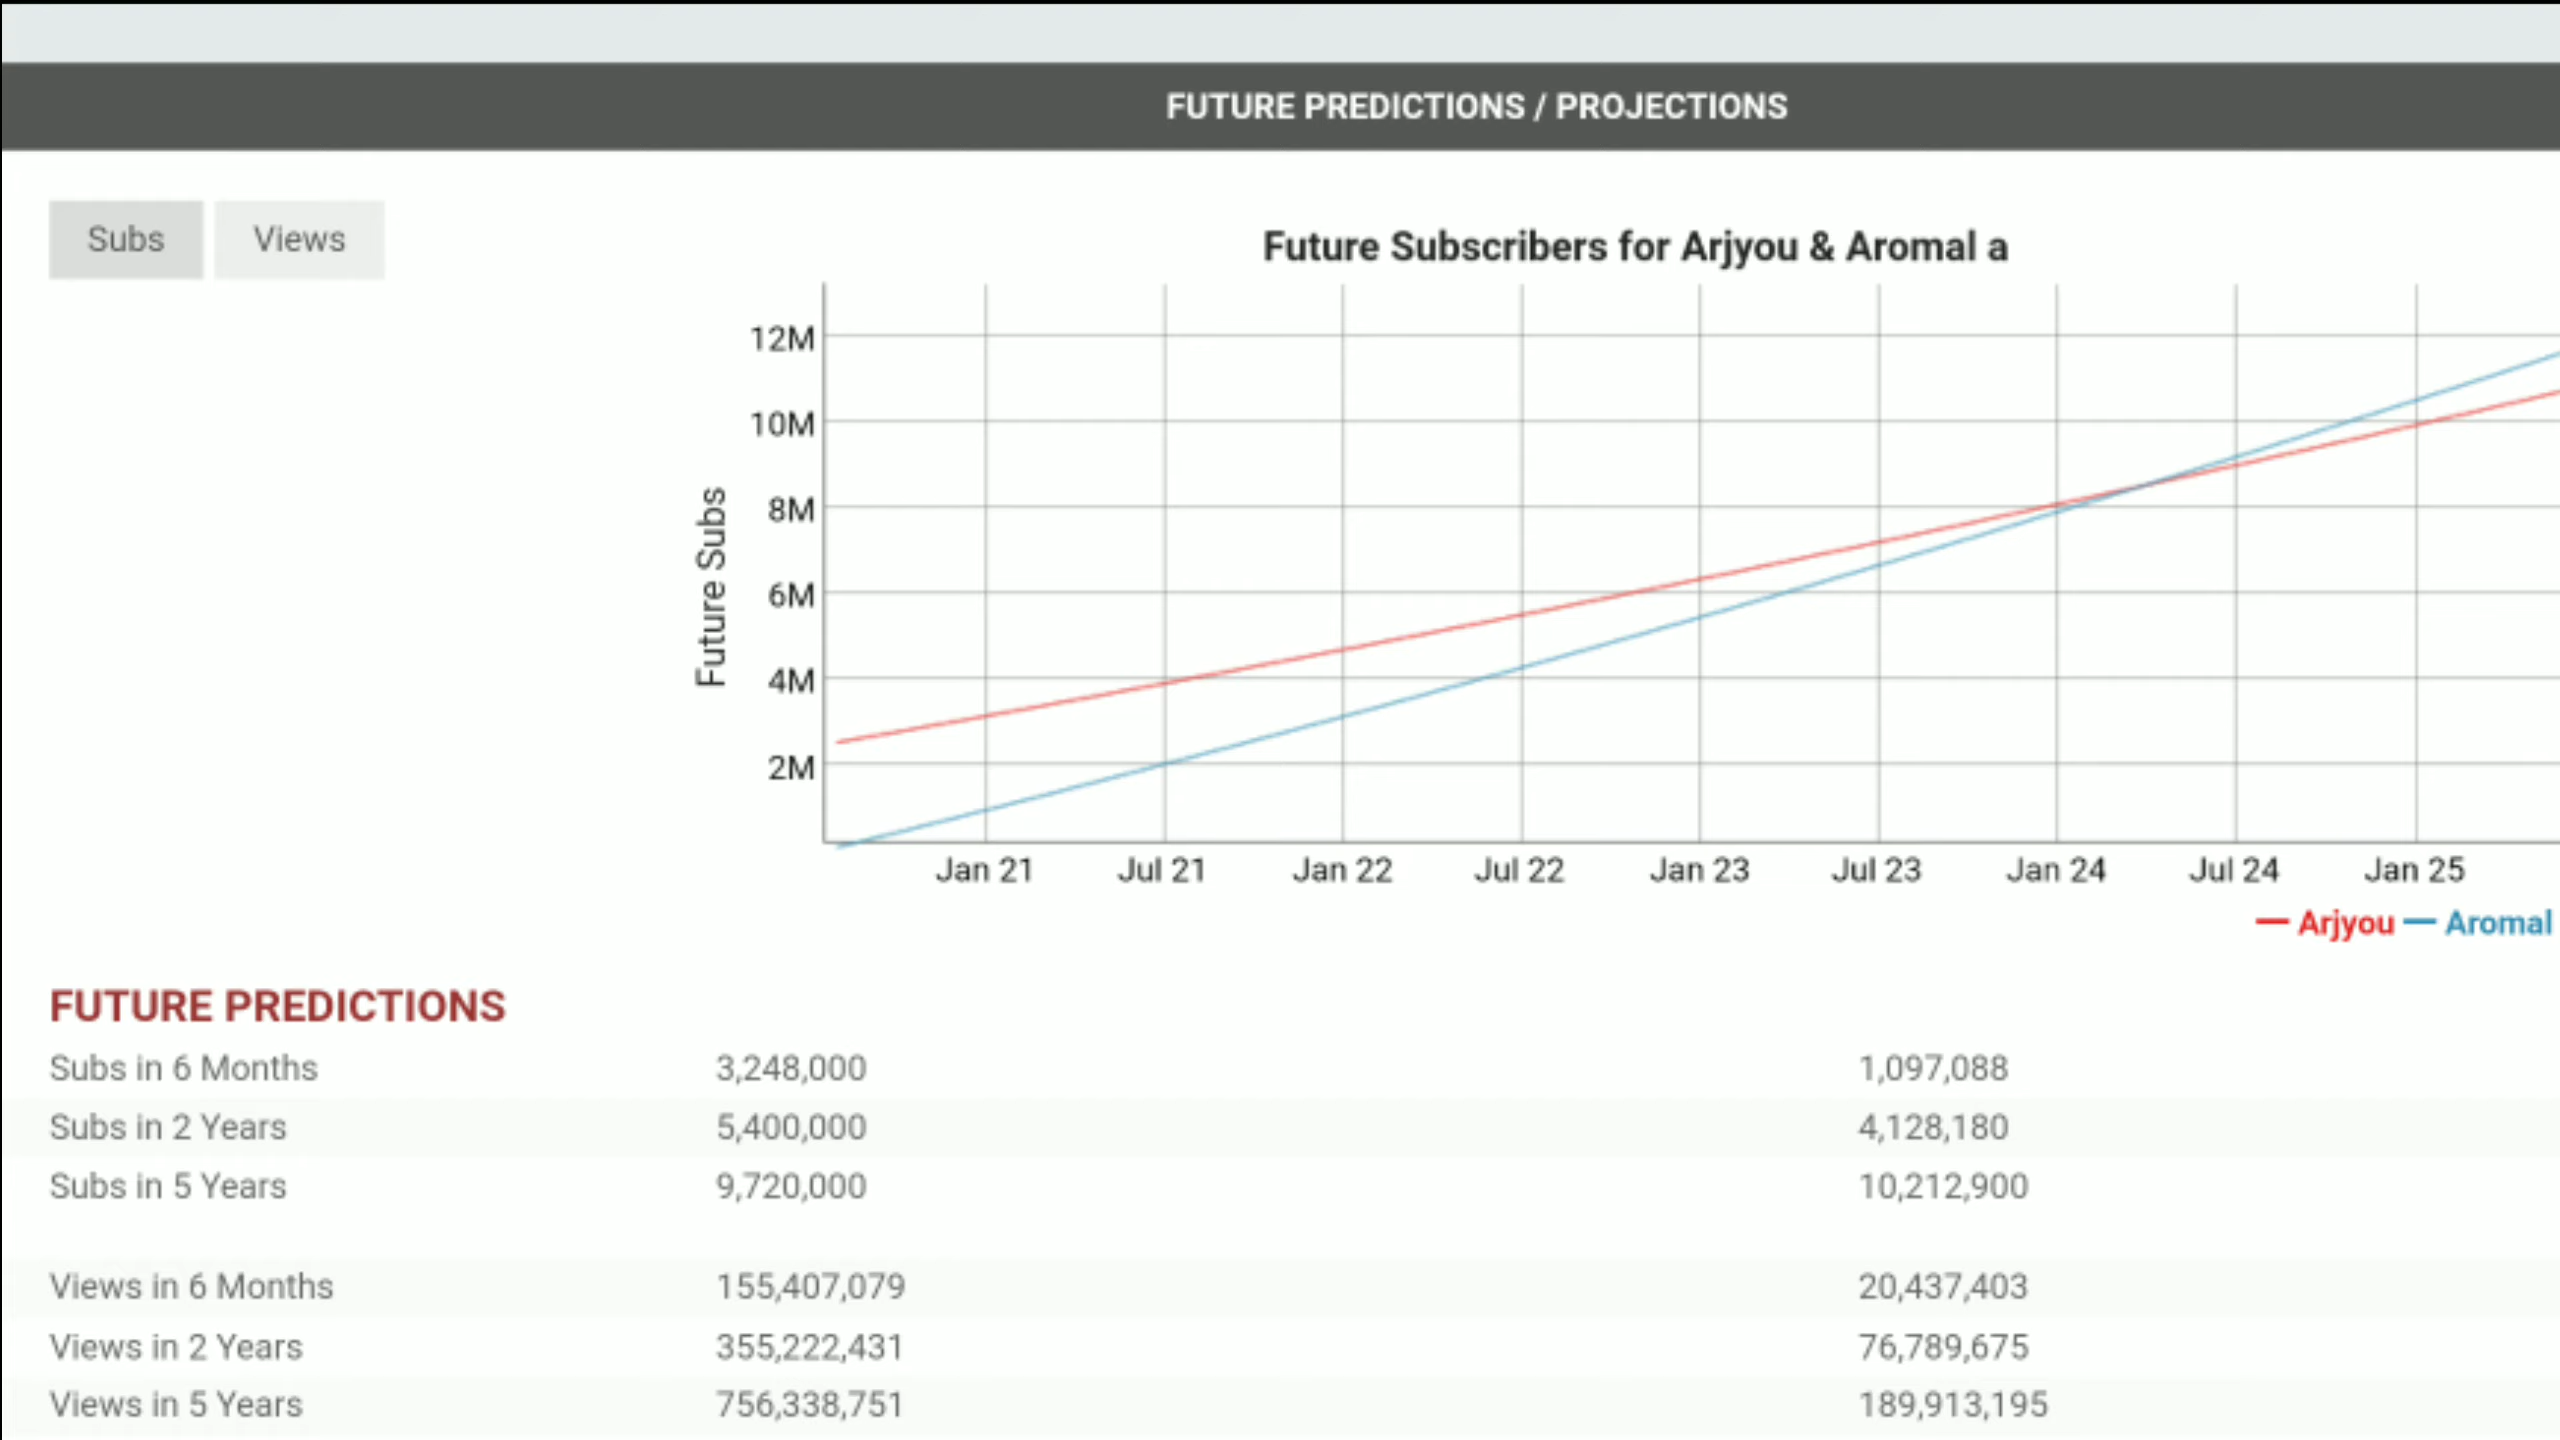 FUTURE PREDICTIONS / PROJECTIONS
Subs Views
Future Subscribers for Arjyou & Aromal a
12M
10M
8M
6M
4M
2M
Future Subs
Jan 21 Jul 21 Jan 22 Jul 22 Jan 23 Jul 23 Jan 24 Jul 24 Jan 25
Arjyou Aromal
FUTURE PREDICTIONS
Subs in 6 Months 3,248,000 1,097,088
Subs in 2 Years 5,400,000 4,128,180
Subs in 5 Years 9,720,000 10,212,900
Views in 6 Months 155,407,079 20,437,403
Views in 2 Years 355,222,431 76,789,675
Views in 5 Years 756,338,751 189,913,195